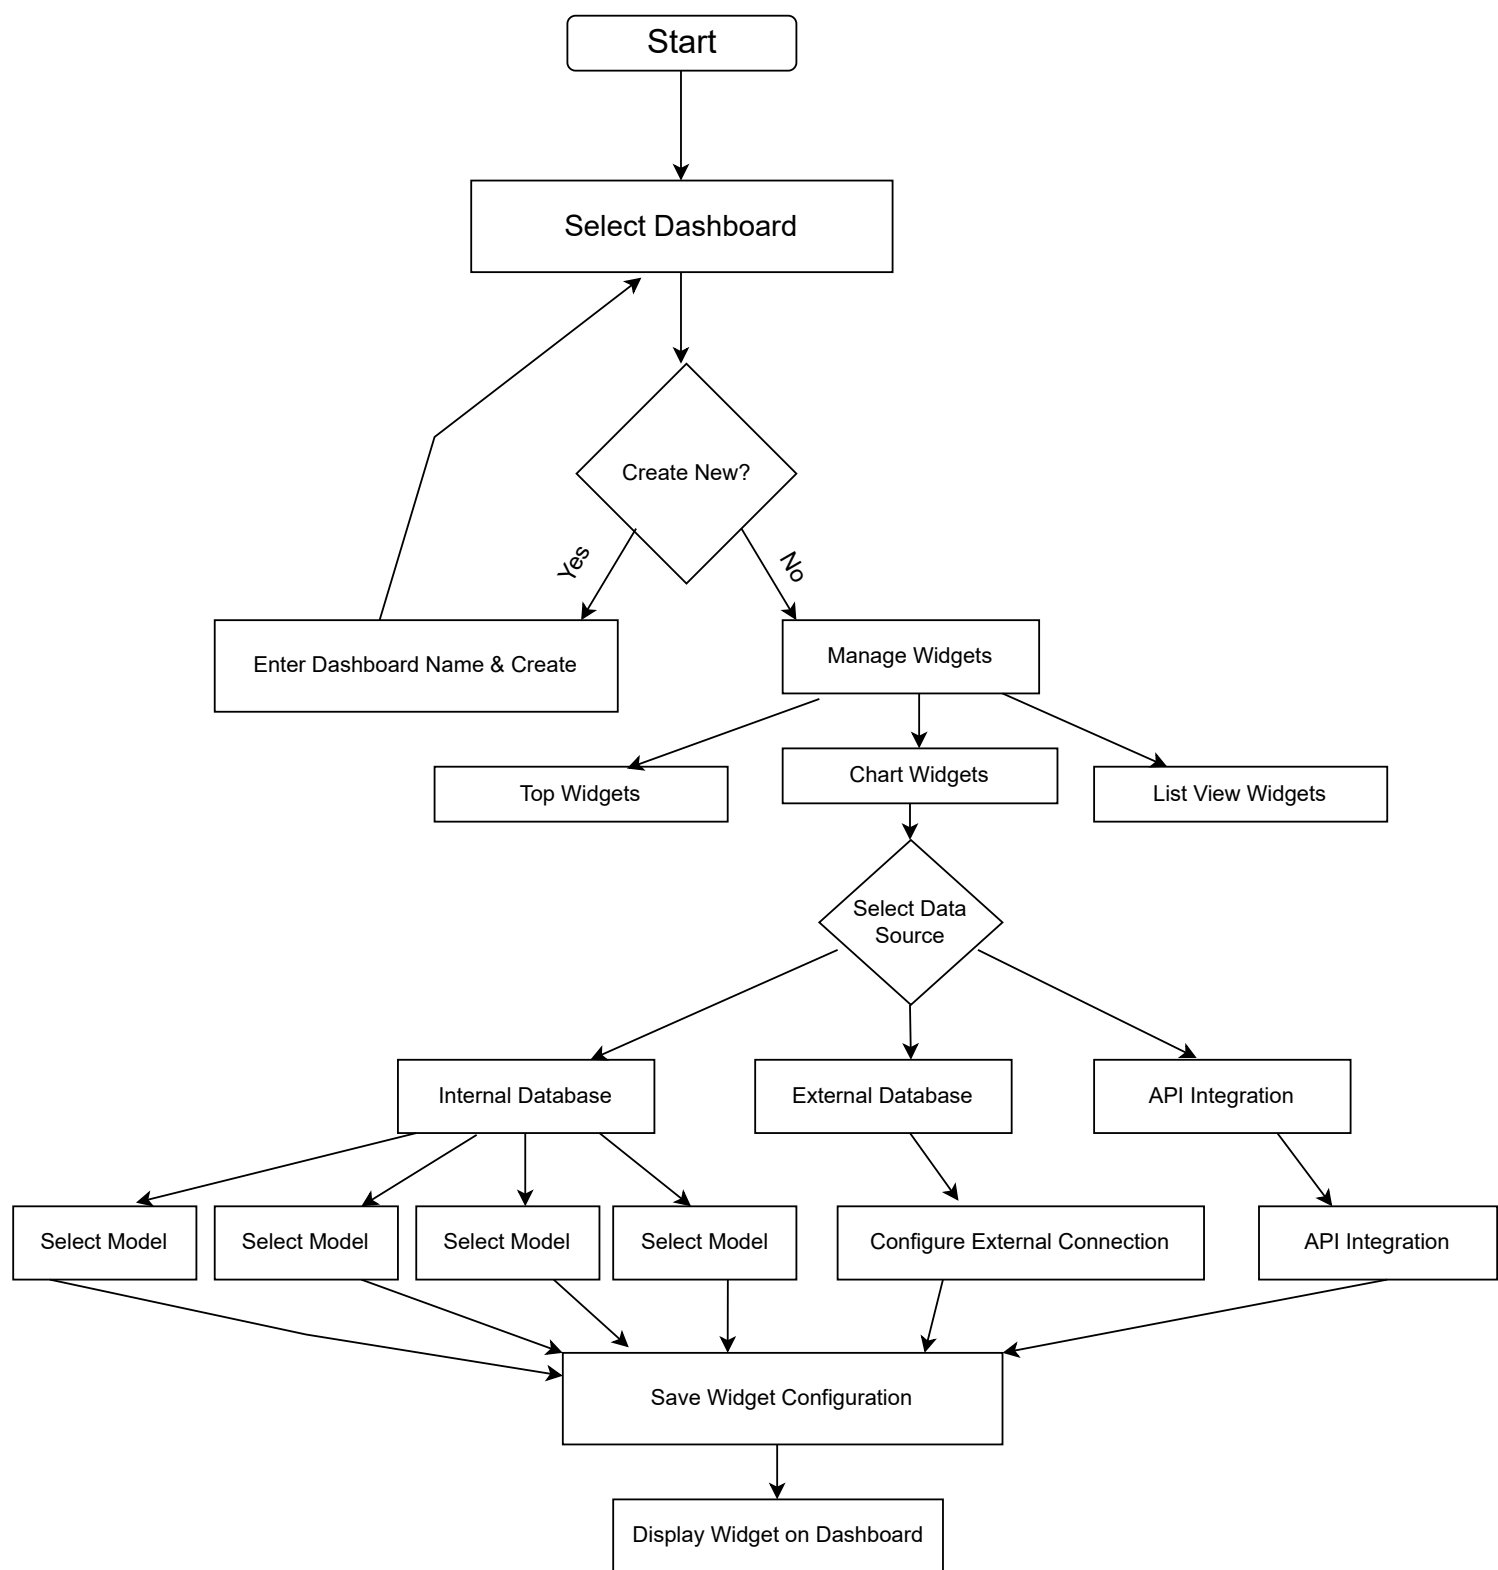 Start
Select Dashboard
Create New?
Yes
No
Enter Dashboard Name & Create
Manage Widgets
Top Widgets
Chart Widgets
List View Widgets
Select Data
Source
Internal Database
External Database
API Integration
Select Model
Select Model
Select Model
Select Model
Configure External Connection
API Integration
Save Widget Configuration
Display Widget on Dashboard